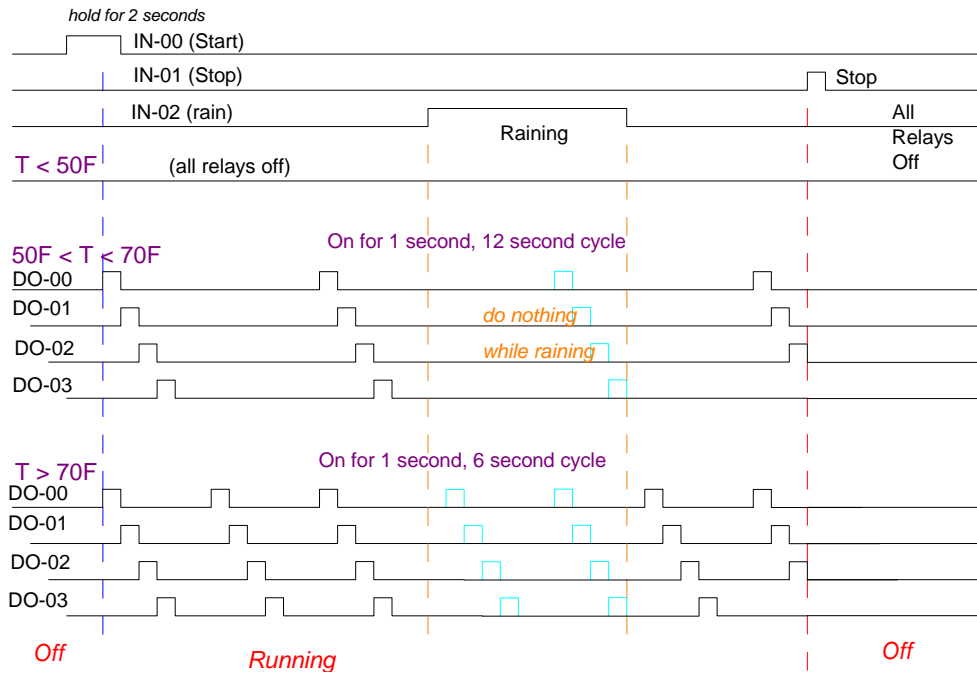 hold for 2 seconds
IN-00 (Start)
IN-01 (Stop)
Stop
IN-02 (rain)
Raining
All
Relays
Off
T < 50F
(all relays off)
On for 1 second, 12 second cycle
50F < T < 70F
DO-00
DO-01
do nothing
DO-02
while raining
DO-03
On for 1 second, 6 second cycle
T > 70F
DO-00
DO-01
DO-02
DO-03
Off
Running
Off